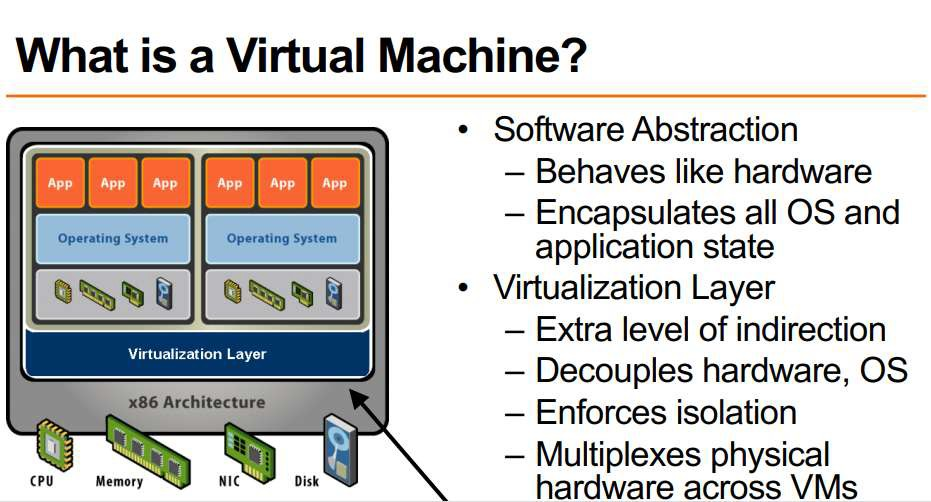 What is a Virtual Machine?
App App App App App App
Operating System Operating System
Virtualization Layer
x86 Architecture
CPU Memory NIC Disk
• Software Abstraction
– Behaves like hardware
– Encapsulates all OS and
application state
• Virtualization Layer
– Extra level of indirection
– Decouples hardware, OS
– Enforces isolation
– Multiplexes physical
hardware across VMs